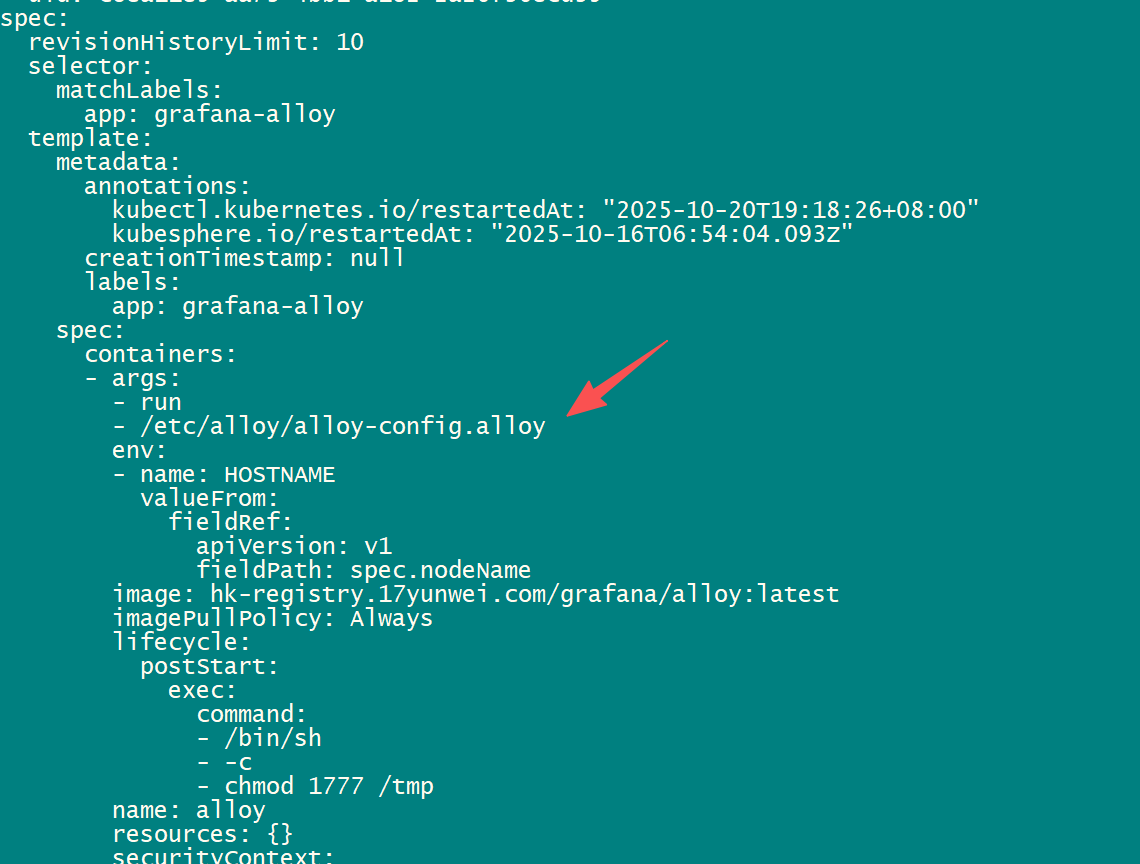 spec:
  revisionHistoryLimit: 10
  selector:
    matchLabels:
      app: grafana-alloy
  template:
    metadata:
      annotations:
        kubectl.kubernetes.io/restartedAt: "2025-10-20T19:18:26+08:00"
        kubesphere.io/restartedAt: "2025-10-16T06:54:04.093Z"
      creationTimestamp: null
      labels:
        app: grafana-alloy
    spec:
      containers:
      - args:
        - run
        - /etc/alloy/alloy-config.alloy
        env:
        - name: HOSTNAME
          valueFrom:
            fieldRef:
              apiVersion: v1
              fieldPath: spec.nodeName
        image: hk-registry.17yunwei.com/grafana/alloy:latest
        imagePullPolicy: Always
        lifecycle:
          postStart:
            exec:
              command:
              - /bin/sh
              - -c
              - chmod 1777 /tmp
        name: alloy
        resources: {}
        securityContext: